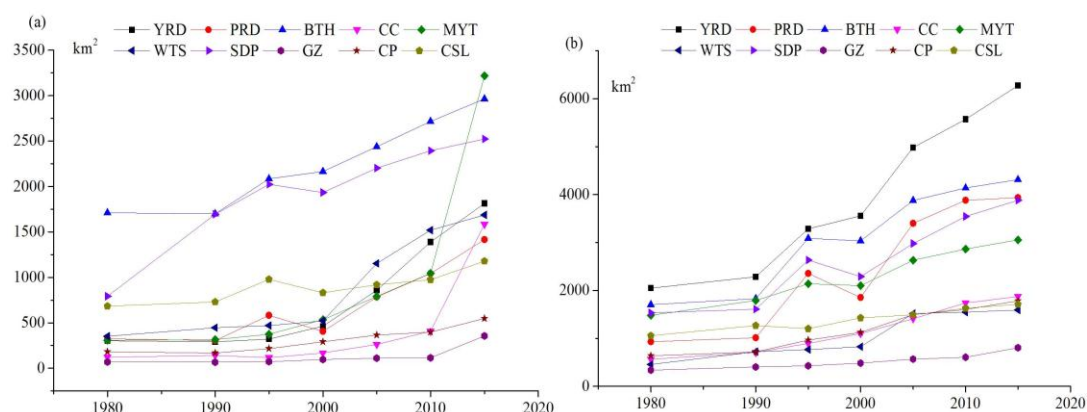 (a)
YRD PRD BTH CC MYT
WTS SDP GZ CP CSL
km²
3500
3000
2500
2000
1500
1000
500
0
1980 1990 2000 2010 2020
(b)
YRD PRD BTH CC MYT
WTS SDP GZ CP CSL
km²
6000
4000
2000
0
1980 1990 2000 2010 2020